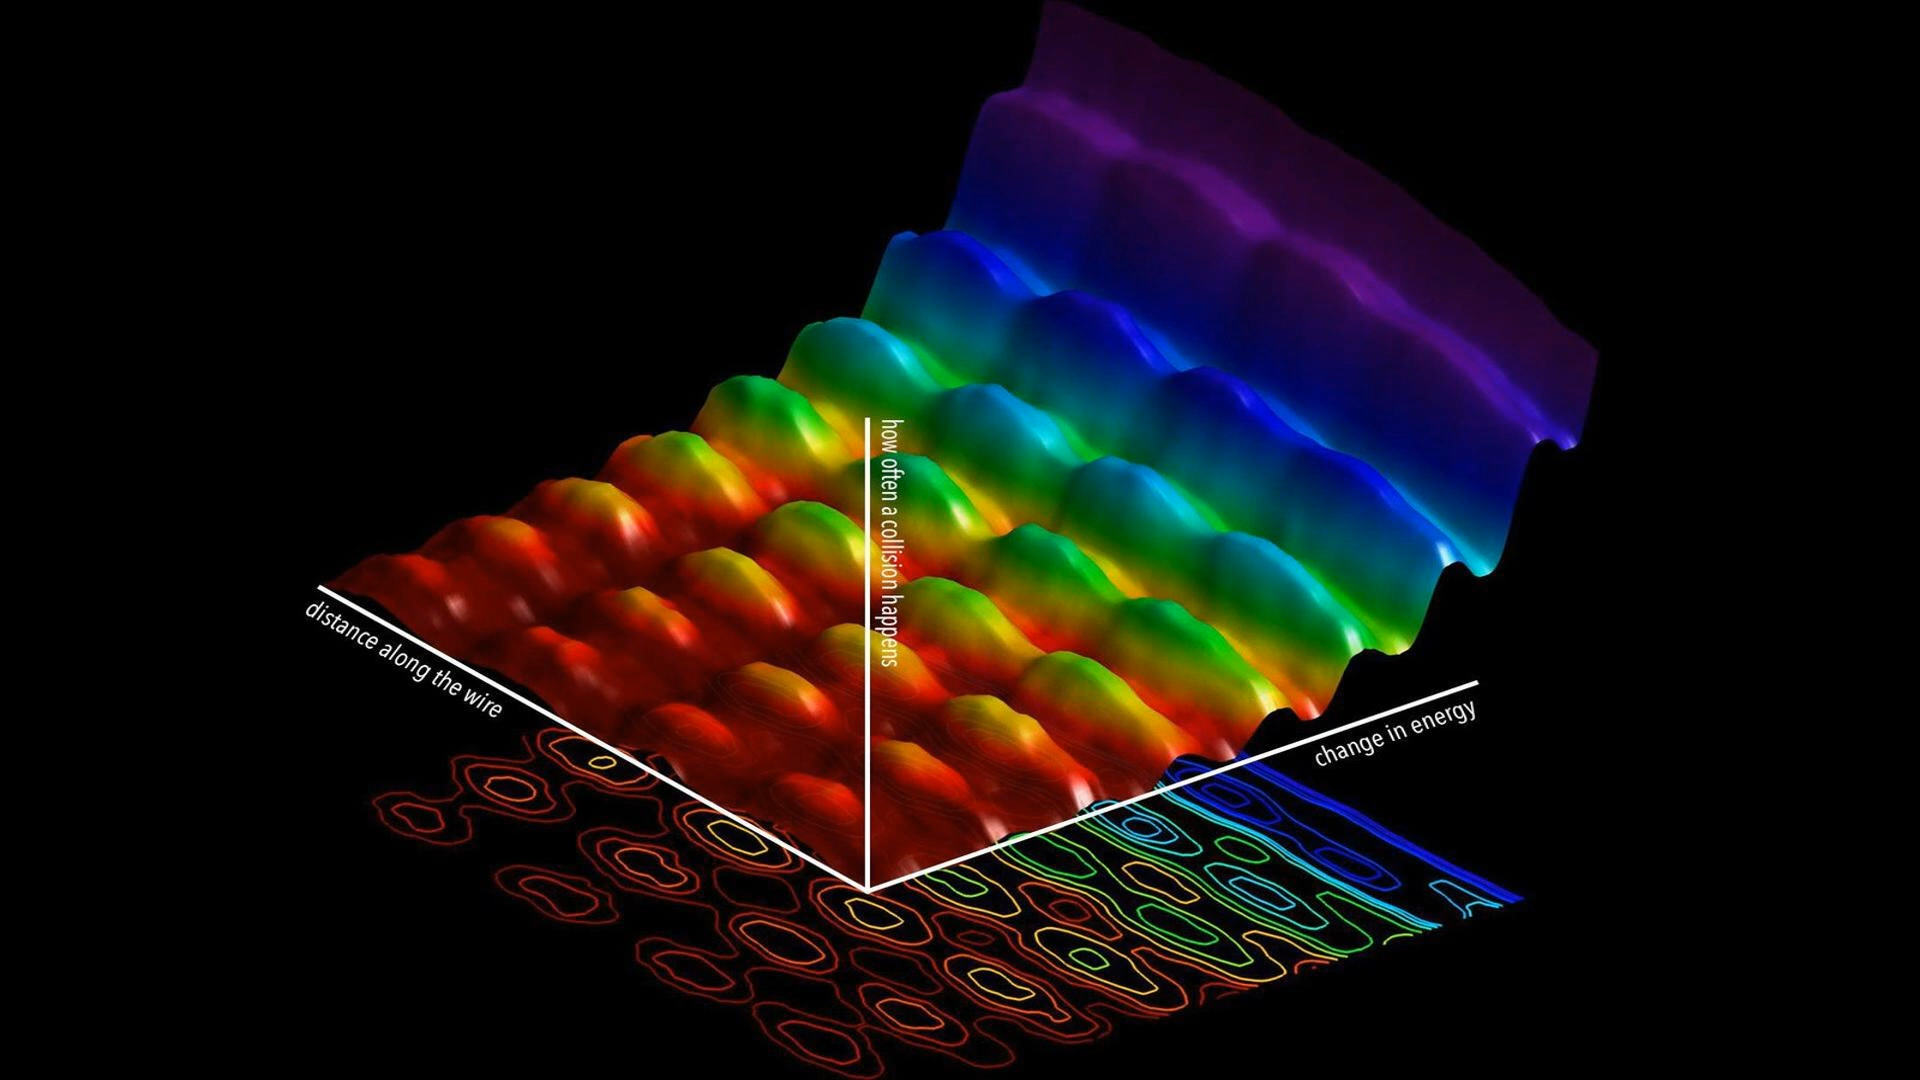 how often a collision happens
distance along the wire
change in energy